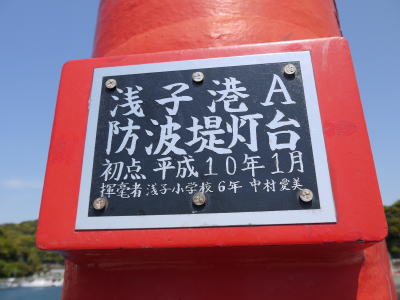 浅子港A
防波堤灯台
初点 平成10年1月
揮毫者 浅子小学校 6年 中村愛美